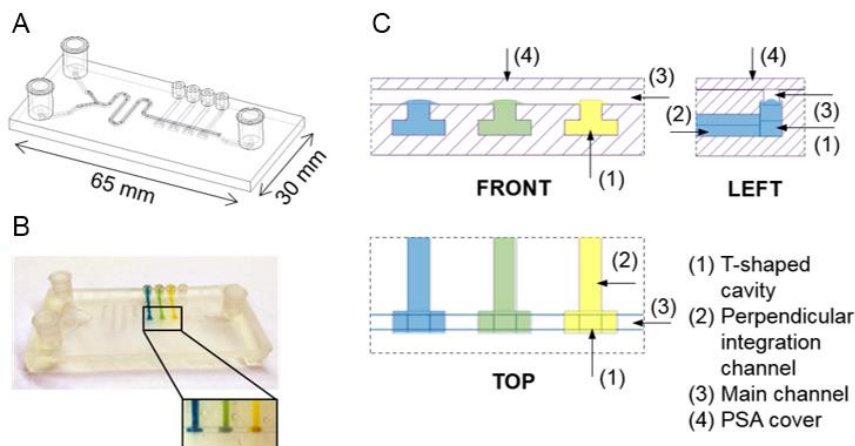 A
65 mm
30 mm
B
C
(4)
(3)
(1)
FRONT
(4)
(2)
(3)
(1)
LEFT
(2)
(3)
(1)
TOP
(1) T-shaped
cavity
(2) Perpendicular
integration
channel
(3) Main channel
(4) PSA cover